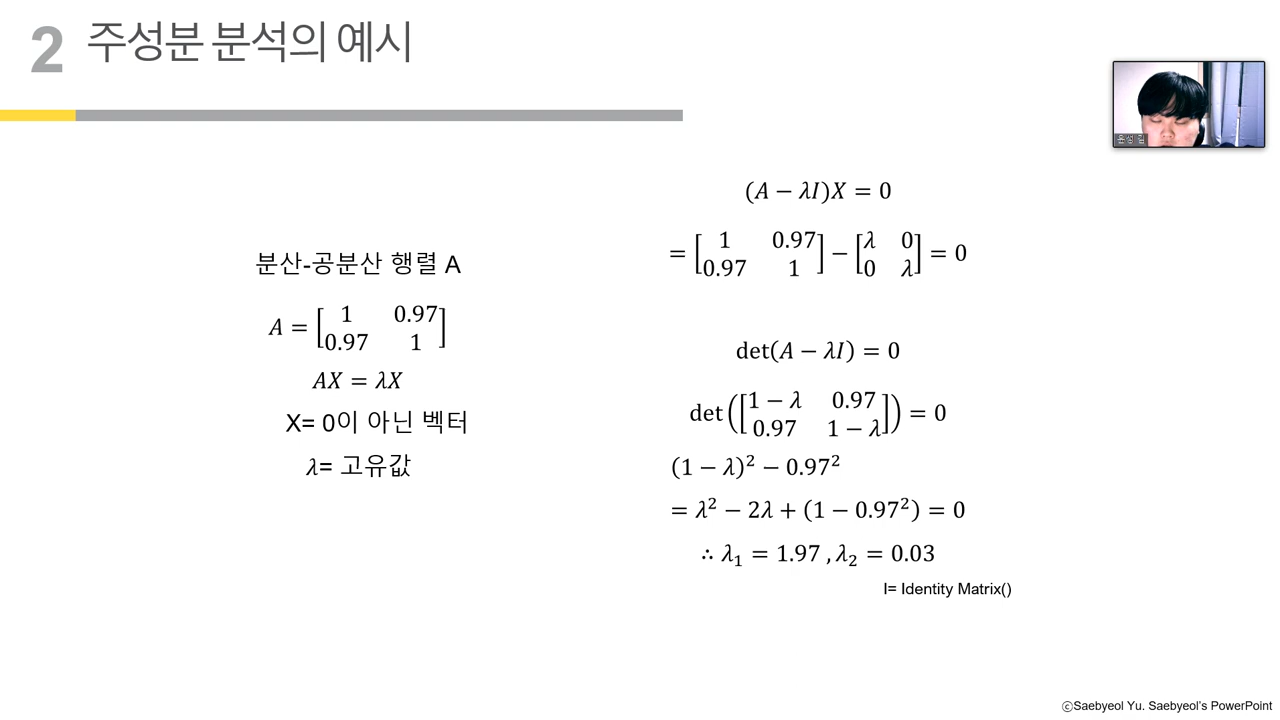 2 주성분 분석의 예시
윤생 림
분산-공분산 행렬 A
A = [1 0.97
0.97 1]
AX = λX
X= 0이 아닌 벡터
λ= 고유값
(A − λI)X = 0
= [1 0.97
0.97 1] − [λ 0
0 λ] = 0
det(A − λI) = 0
det([1 − λ 0.97
0.97 1 − λ]) = 0
(1 − λ)² − 0.97²
= λ² − 2λ + (1 − 0.97²) = 0
∴ λ₁ = 1.97 , λ₂ = 0.03
I= Identity Matrix()
ⓒSaebyeol Yu. Saebyeol's PowerPoint